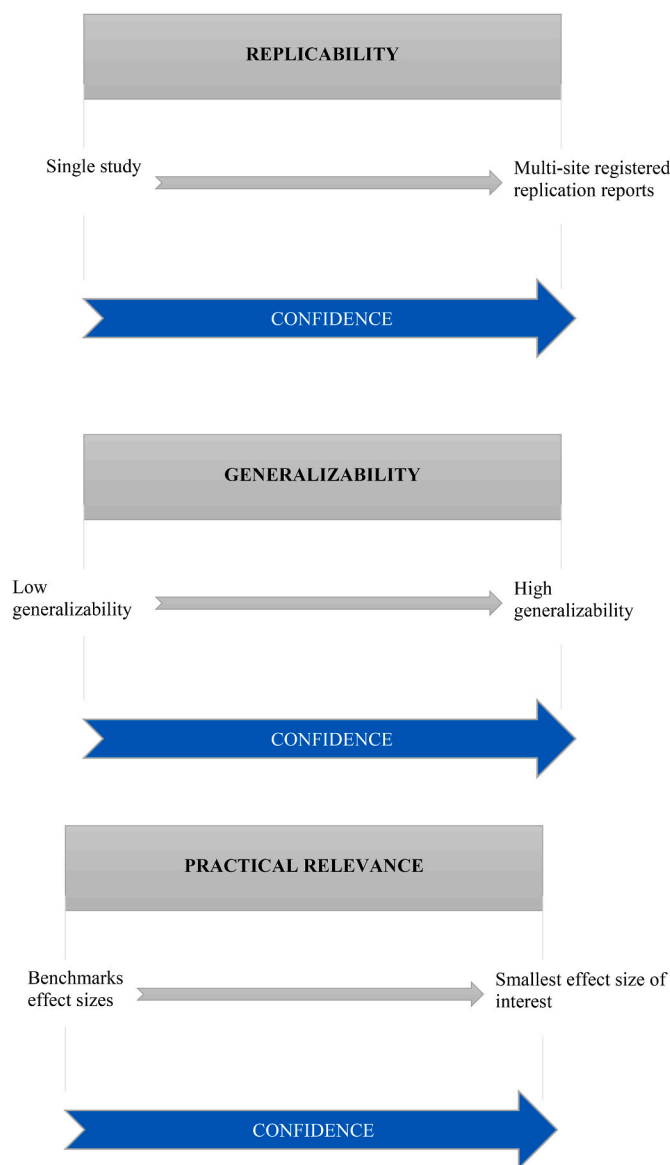 REPLICABILITY
Single study
Multi-site registered
replication reports
CONFIDENCE
GENERALIZABILITY
Low
generalizability
High
generalizability
CONFIDENCE
PRACTICAL RELEVANCE
Benchmarks
effect sizes
Smallest effect size of
interest
CONFIDENCE